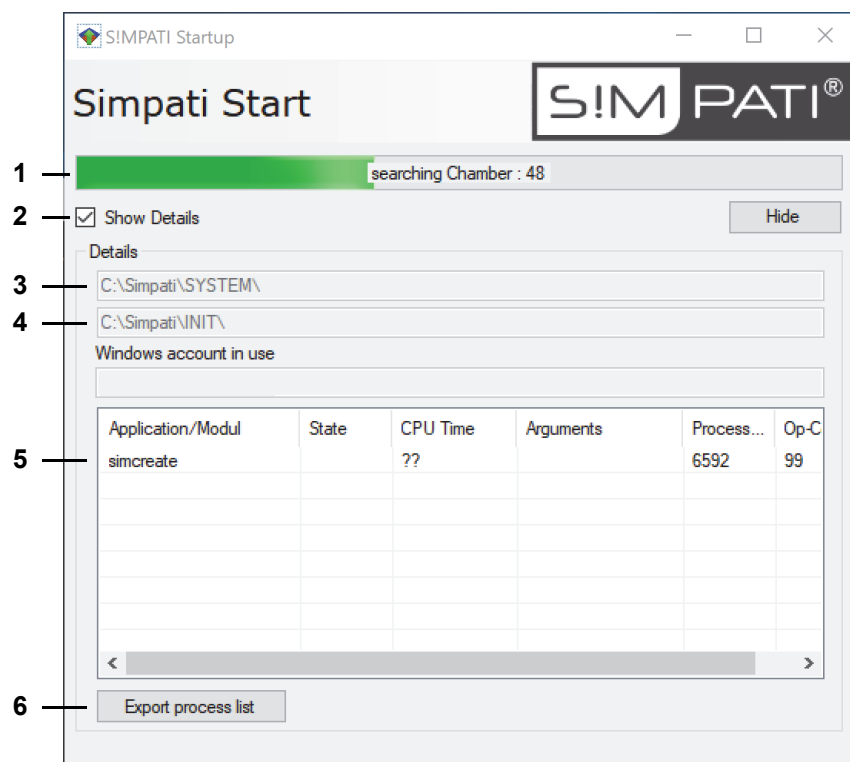 S!MPATI Startup
Simpati Start
S!MPATI®
1 searching Chamber : 48
2 Show Details Hide
Details
3 C:\Simpati\SYSTEM\
4 C:\Simpati\INIT\
Windows account in use
Application/Modul State CPU Time Arguments Process... Op-C
5 simcreate ?? 6592 99
6 Export process list